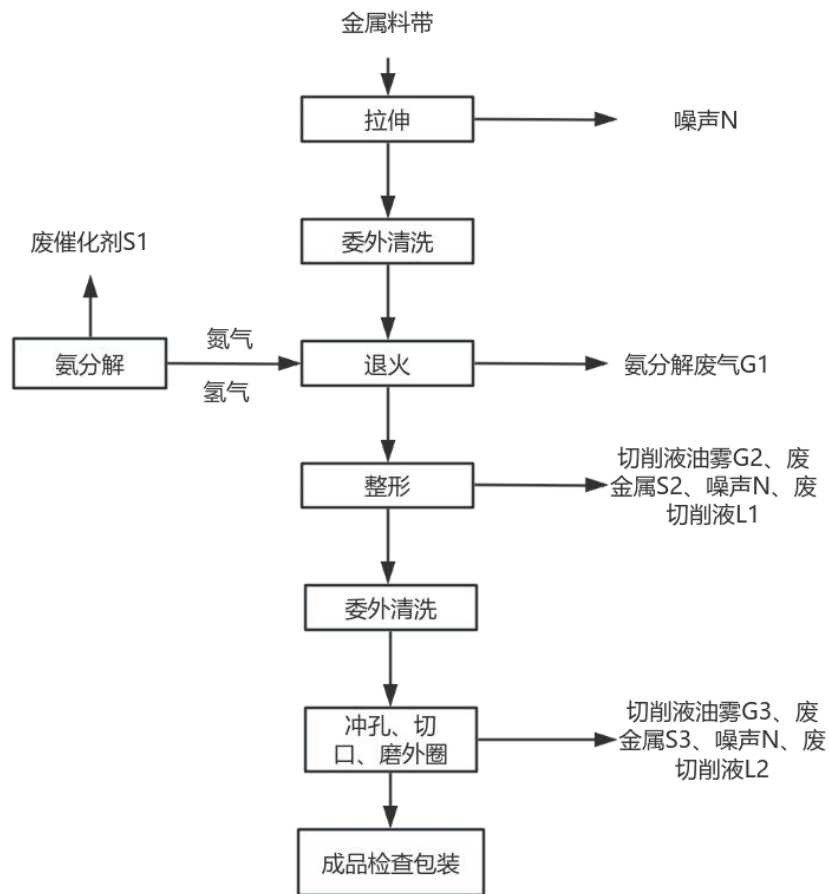 金属料带
拉伸
噪声N
委外清洗
废催化剂S1
氨分解
氮气
氢气
退火
氨分解废气G1
整形
切削液油雾G2、废
金属S2、噪声N、废
切削液L1
委外清洗
冲孔、切
口、磨外圈
切削液油雾G3、废
金属S3、噪声N、废
切削液L2
成品检查包装